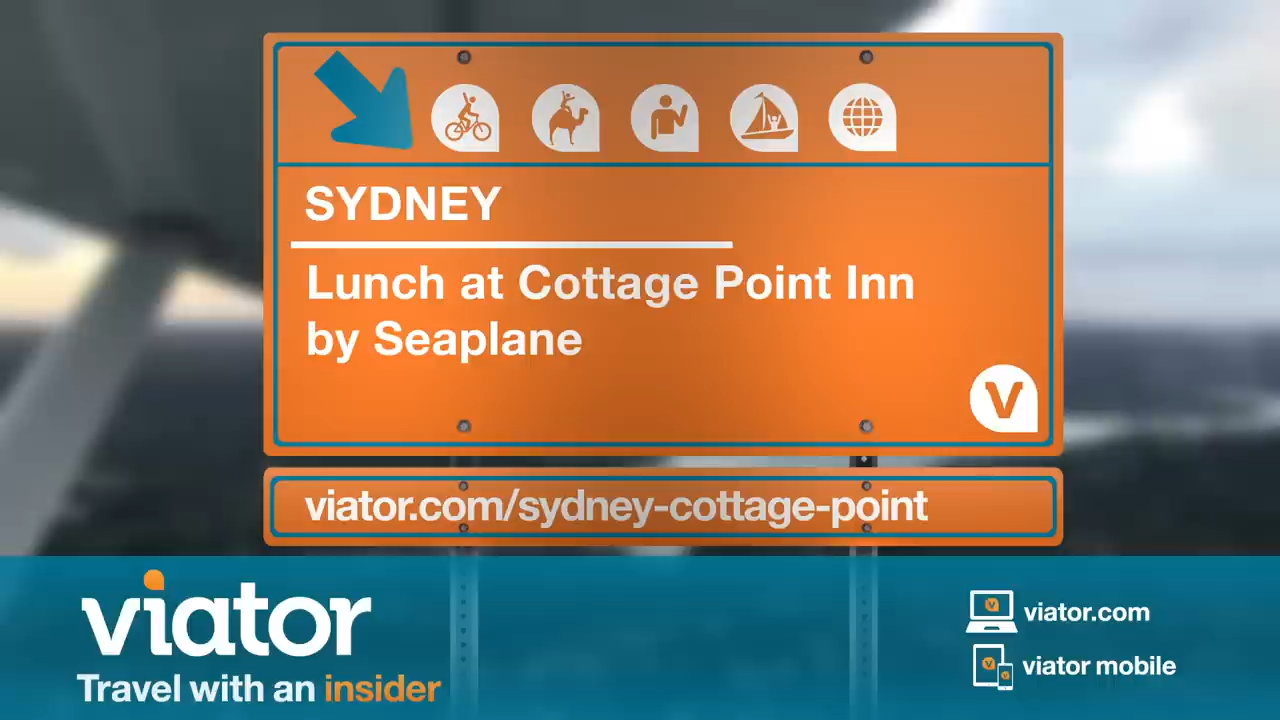 SYDNEY
Lunch at Cottage Point Inn
by Seaplane
V
viator.com/sydney-cottage-point
viator
Travel with an insider
V
viator.com
V
V
viator mobile